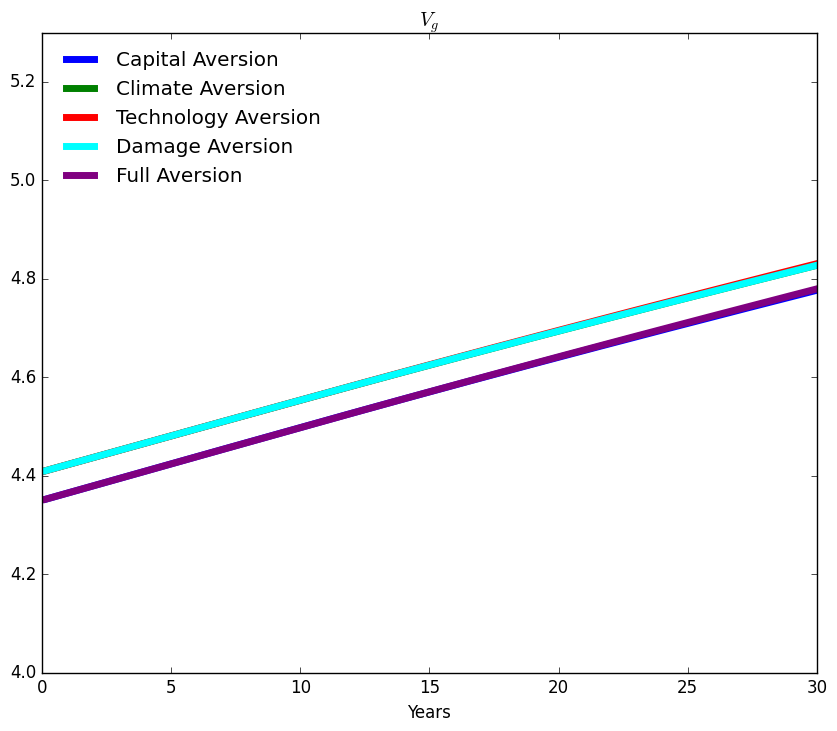 V_g
Capital Aversion
Climate Aversion
Technology Aversion
Damage Aversion
Full Aversion
5.2
5.0
4.8
4.6
4.4
4.2
4.0
0 5 10 15 20 25 30
Years